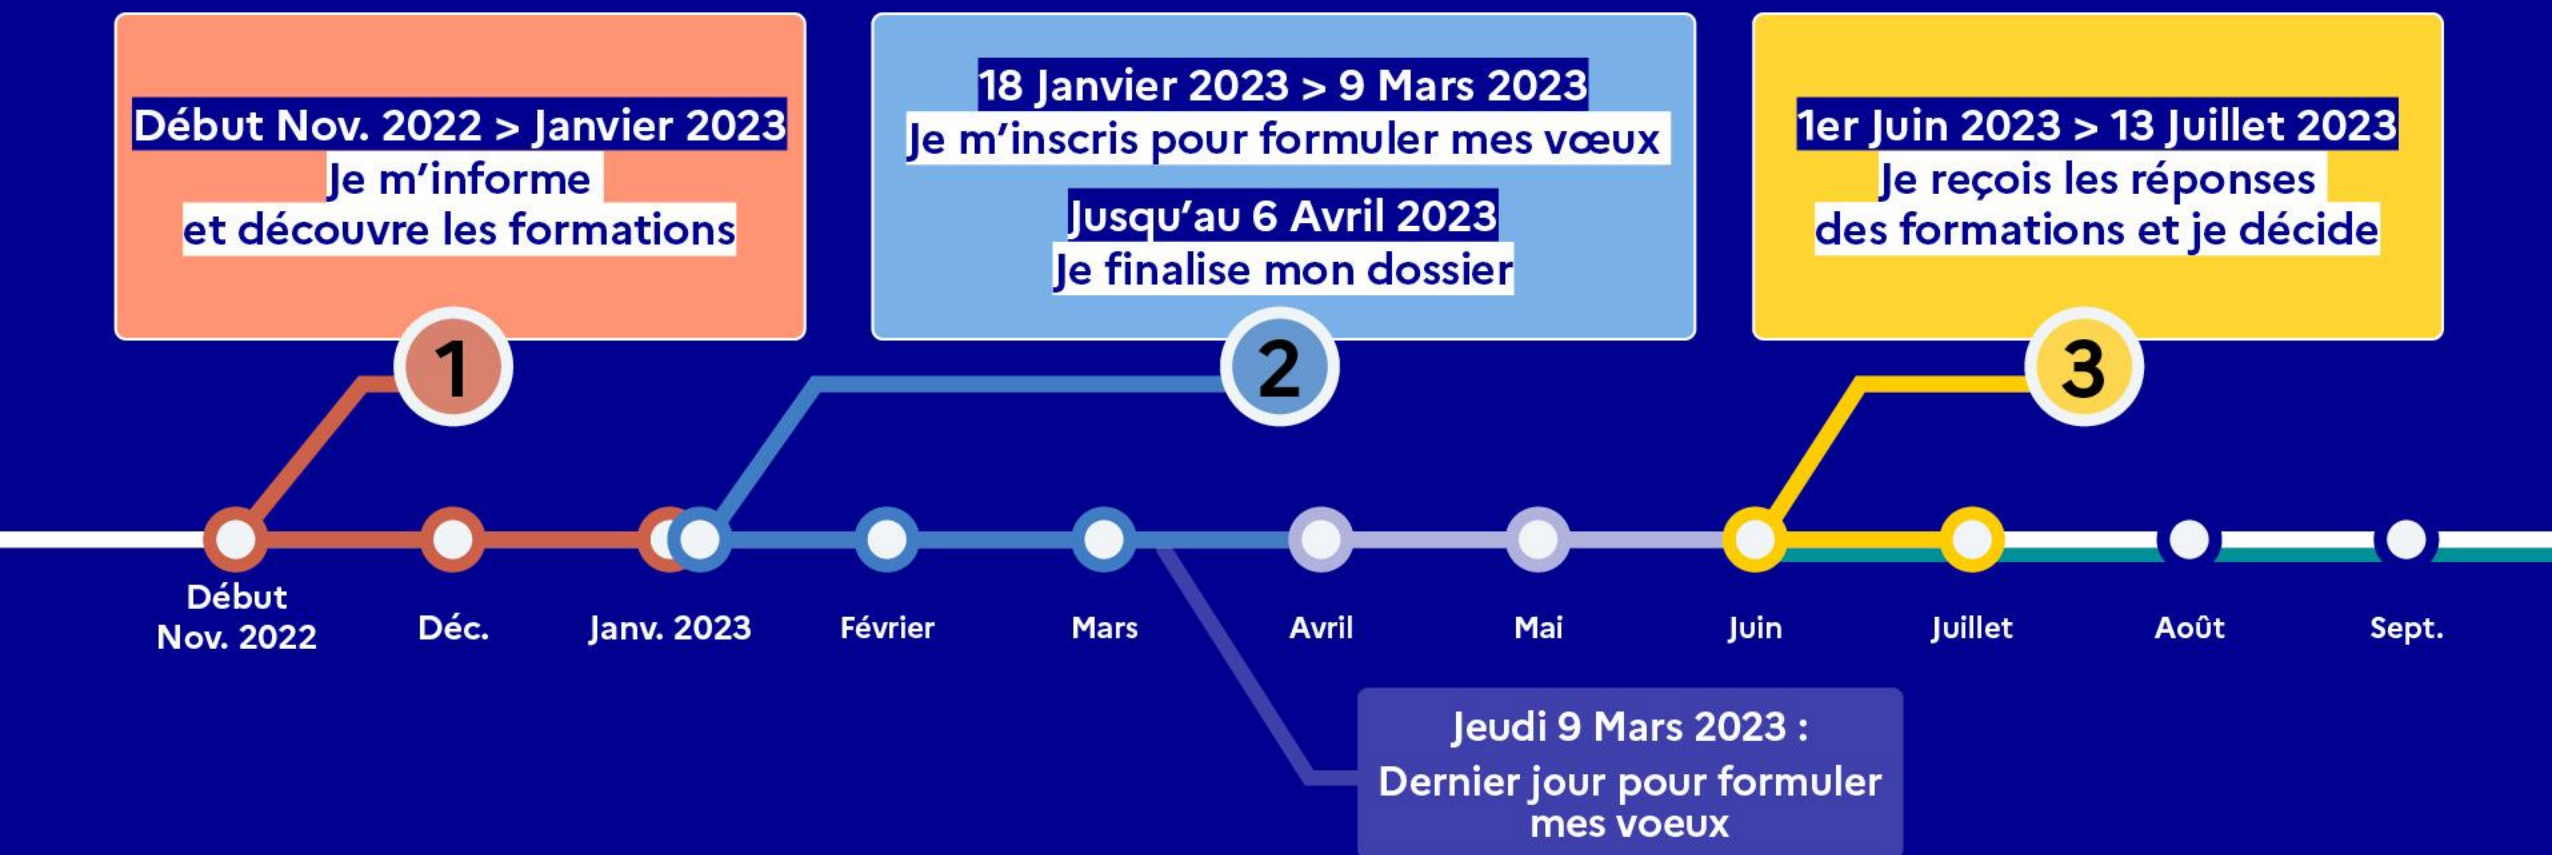 Début Nov. 2022 > Janvier 2023
Je m’informe
et découvre les formations
1
18 Janvier 2023 > 9 Mars 2023
Je m’inscris pour formuler mes vœux
Jusqu’au 6 Avril 2023
Je finalise mon dossier
2
1er Juin 2023 > 13 Juillet 2023
Je reçois les réponses
des formations et je décide
3
Début
Nov. 2022
Déc.
Janv. 2023
Février
Mars
Avril
Mai
Juin
Juillet
Août
Sept.
Jeudi 9 Mars 2023 :
Dernier jour pour formuler
mes voeux